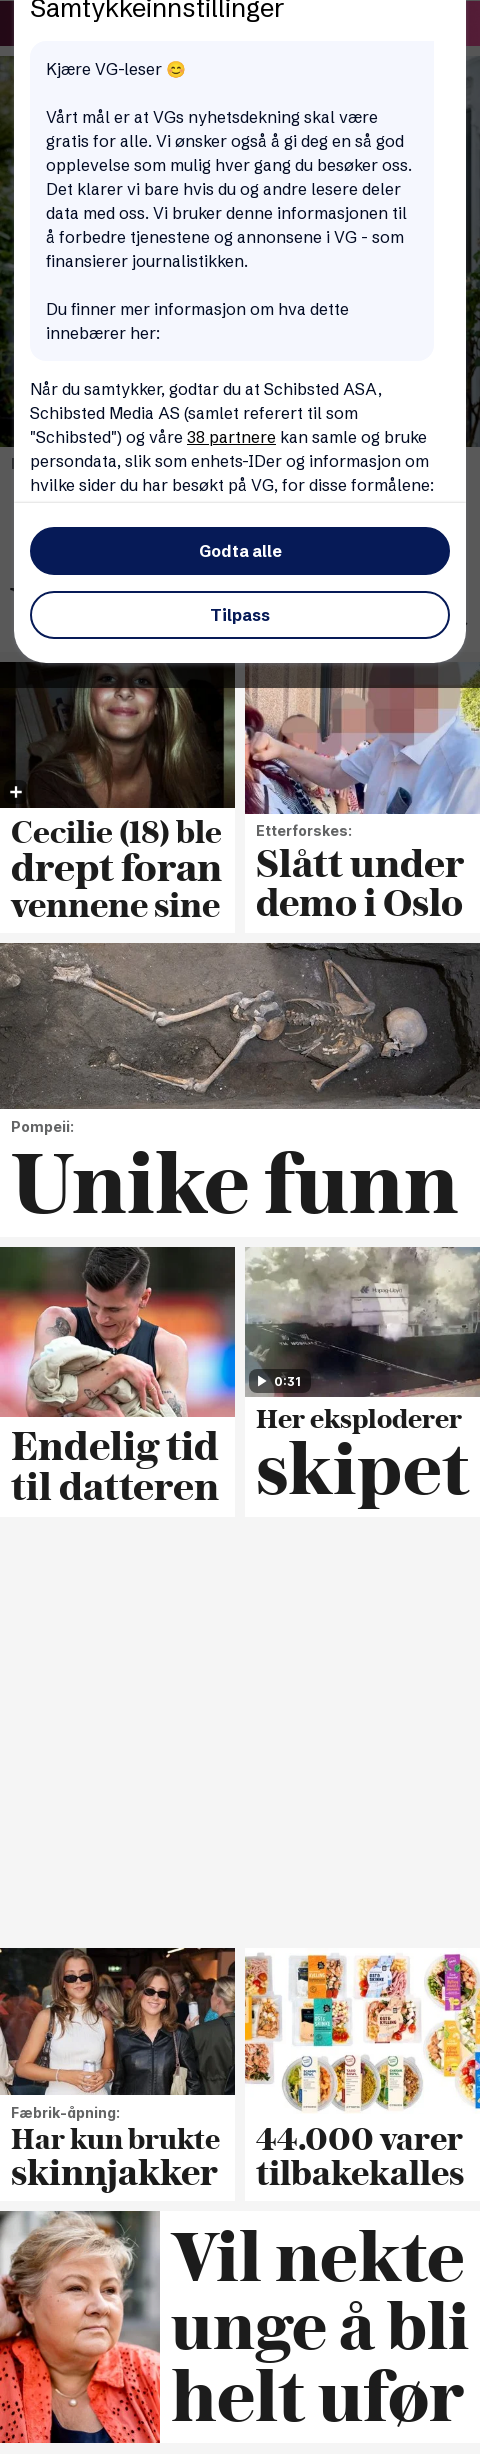 Samtykkeinnstillinger
Kjære VG-leser 😊
Vårt mål er at VGs nyhetsdekning skal være
gratis for alle. Vi ønsker også å gi deg en så god
opplevelse som mulig hver gang du besøker oss.
Det klarer vi bare hvis du og andre lesere deler
data med oss. Vi bruker denne informasjonen til
å forbedre tjenestene og annonsene i VG - som
finansierer journalistikken.
Du finner mer informasjon om hva dette
innebærer her:
Når du samtykker, godtar du at Schibsted ASA,
Schibsted Media AS (samlet referert til som
"Schibsted") og våre 38 partnere kan samle og bruke
persondata, slik som enhets-IDer og informasjon om
hvilke sider du har besøkt på VG, for disse formålene:
Godta alle
Tilpass
Cecilie (18) ble
drept foran
vennene sine
Etterforskes:
Slått under
demo i Oslo
Pompeii:
Unike funn
Endelig tid
til datteren
Hapag-Lloyd
0:31
Her eksploderer
skipet
Fæbrik-åpning:
Har kun brukte
skinnjakker
44.000 varer
tilbakekalles
Vil nekte
unge å bli
helt ufør